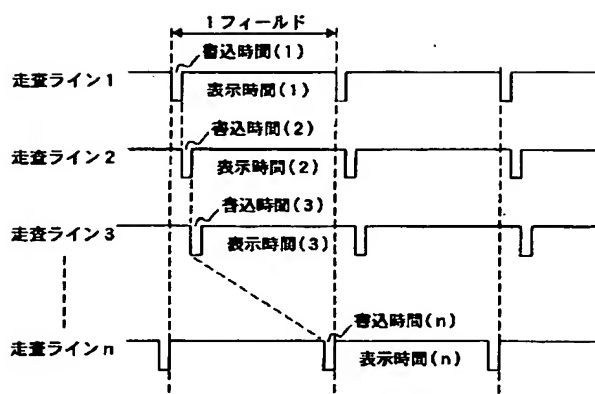 1フィールド
書込時間(1)
走査ライン1
表示時間(1)
書込時間(2)
走査ライン2
表示時間(2)
書込時間(3)
走査ライン3
表示時間(3)
書込時間(n)
走査ラインn
表示時間(n)